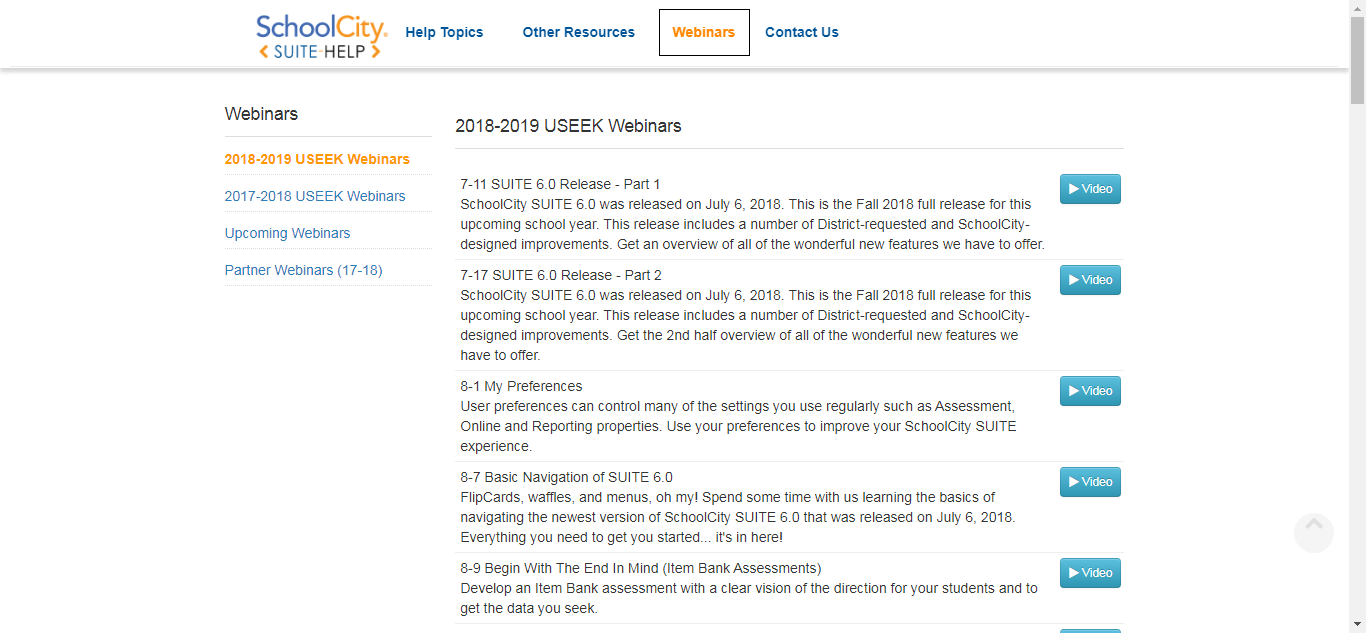 SchoolCity®
SUITE-HELP
Help Topics
Other Resources
Webinars
Contact Us
Webinars
2018-2019 USEEK Webinars
2017-2018 USEEK Webinars
Upcoming Webinars
Partner Webinars (17-18)
2018-2019 USEEK Webinars
7-11 SUITE 6.0 Release - Part 1
Video
SchoolCity SUITE 6.0 was released on July 6, 2018. This is the Fall 2018 full release for this
upcoming school year. This release includes a number of District-requested and SchoolCity-
designed improvements. Get an overview of all of the wonderful new features we have to offer.
7-17 SUITE 6.0 Release - Part 2
Video
SchoolCity SUITE 6.0 was released on July 6, 2018. This is the Fall 2018 full release for this
upcoming school year. This release includes a number of District-requested and SchoolCity-
designed improvements. Get the 2nd half overview of all of the wonderful new features we
have to offer.
8-1 My Preferences
Video
User preferences can control many of the settings you use regularly such as Assessment,
Online and Reporting properties. Use your preferences to improve your SchoolCity SUITE
experience.
8-7 Basic Navigation of SUITE 6.0
Video
FlipCards, waffles, and menus, oh my! Spend some time with us learning the basics of
navigating the newest version of SchoolCity SUITE 6.0 that was released on July 6, 2018.
Everything you need to get you started... it's in here!
8-9 Begin With The End In Mind (Item Bank Assessments)
Video
Develop an Item Bank assessment with a clear vision of the direction for your students and to
get the data you seek.